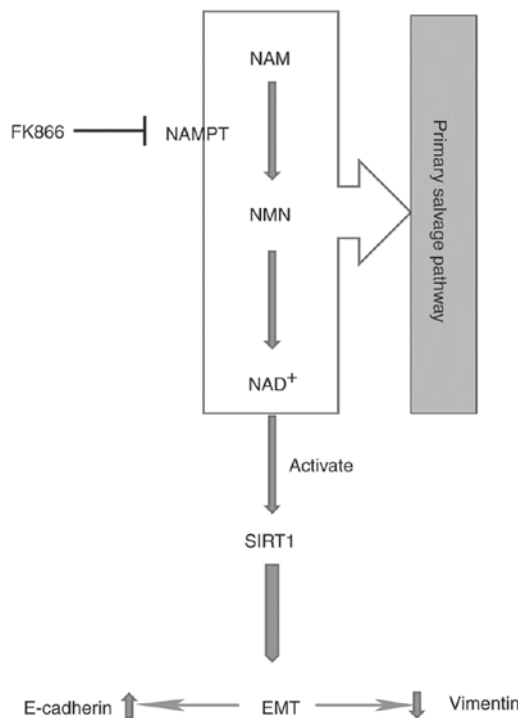 NAM
FK866
NAMPT
Primary salvage pathway
NMN
NAD+
Activate
SIRT1
E-cadherin
EMT
Vimentin